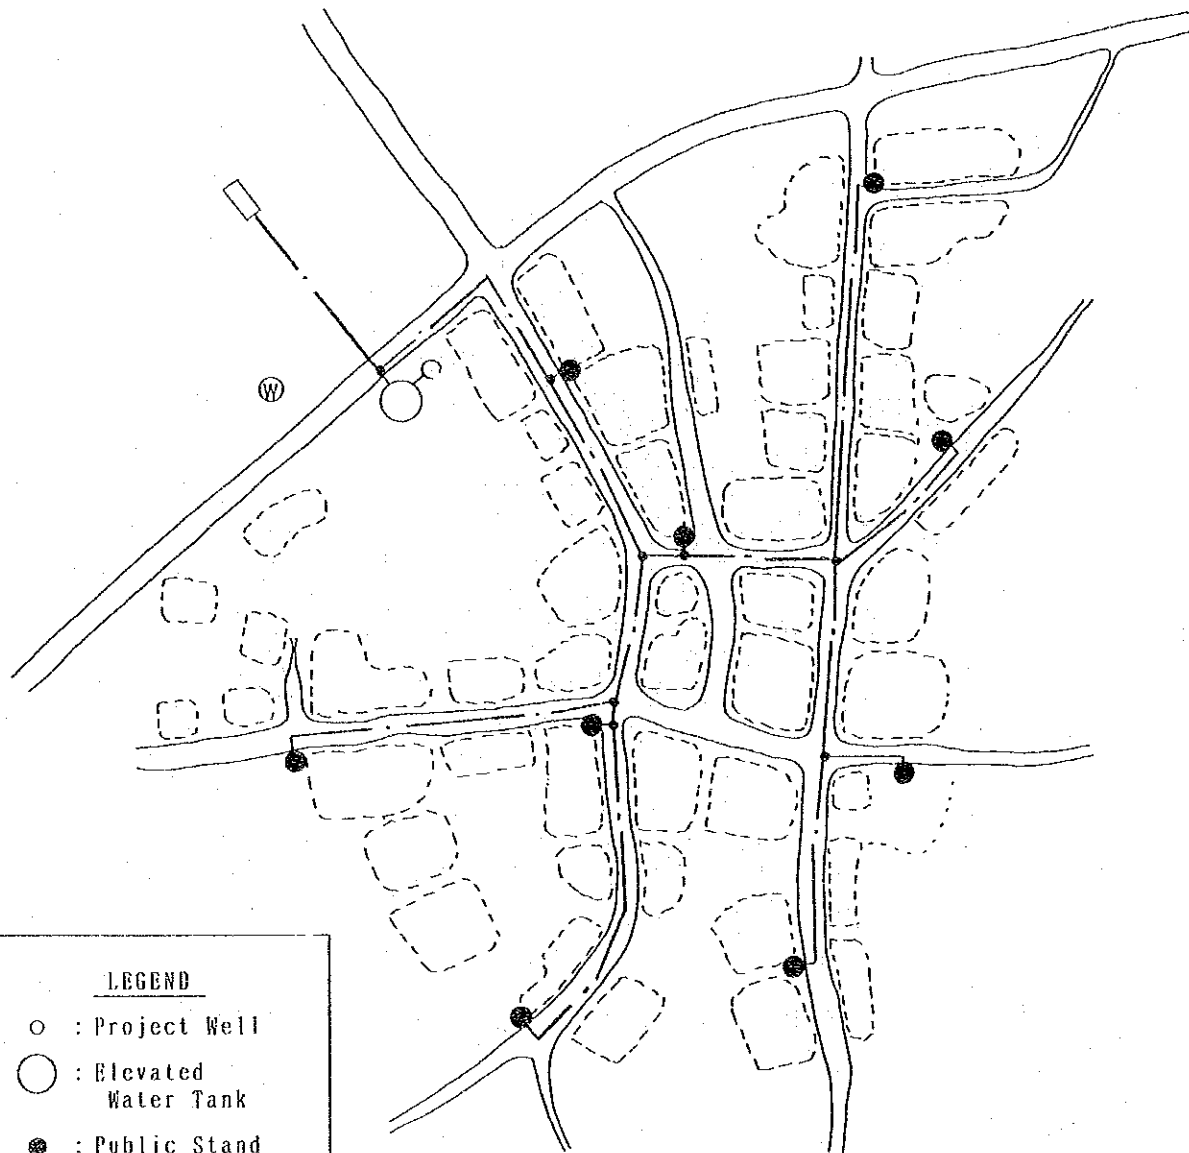 W
LEGEND
: Project Well
: Elevated
Water Tank
: Public Stand